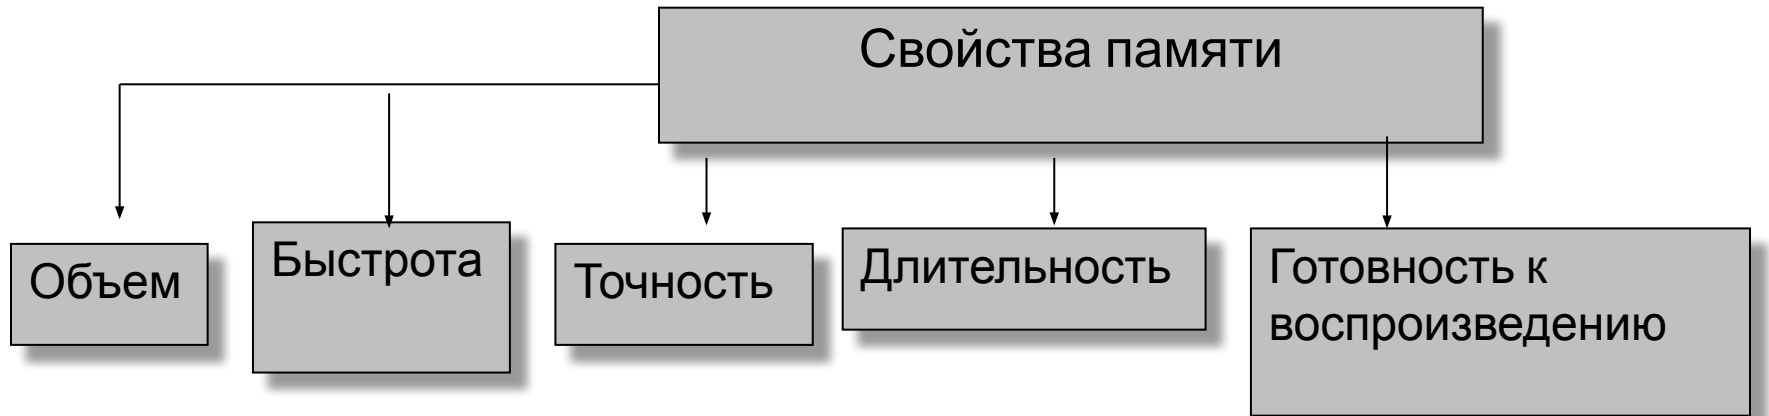 Свойства памяти
Объем
Быстрота
Точность
Длительность
Готовность к
воспроизведению